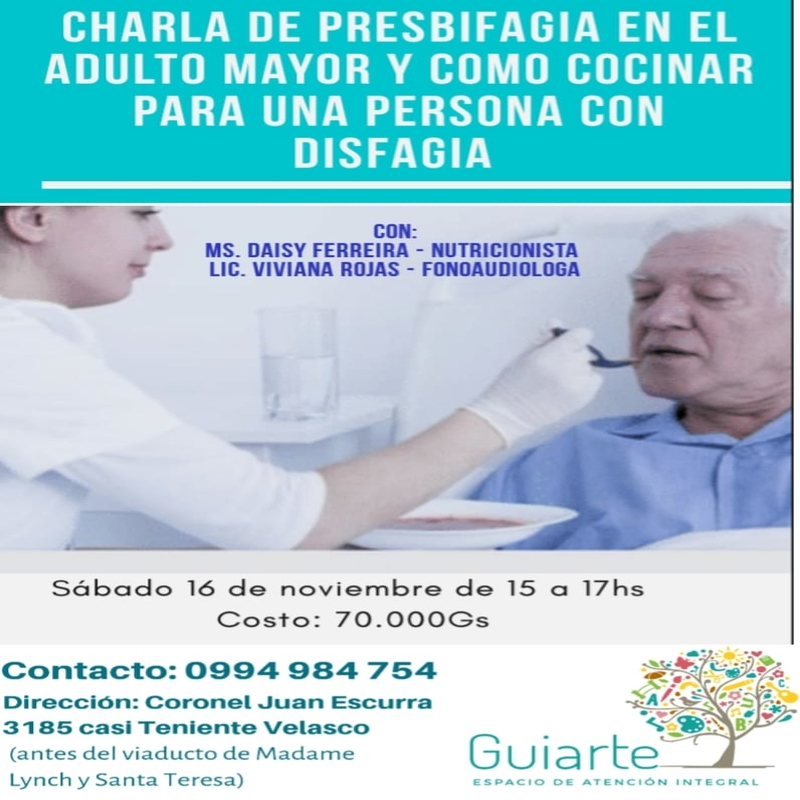 CHARLA DE PRESBIFAGIA EN EL
ADULTO MAYOR Y COMO COCINAR
PARA UNA PERSONA CON
DISFAGIA
CON:
MS. DAISY FERREIRA - NUTRICIONISTA
LIC. VIVIANA ROJAS - FONOAUDIOLOGA
Sábado 16 de noviembre de 15 a 17hs
Costo: 70.000Gs
Contacto: 0994 984 754
Dirección: Coronel Juan Escurra
3185 casi Teniente Velasco
(antes del viaducto de Madame
Lynch y Santa Teresa)
Guiarte
ESPACIO DE ATENCIÓN INTEGRAL